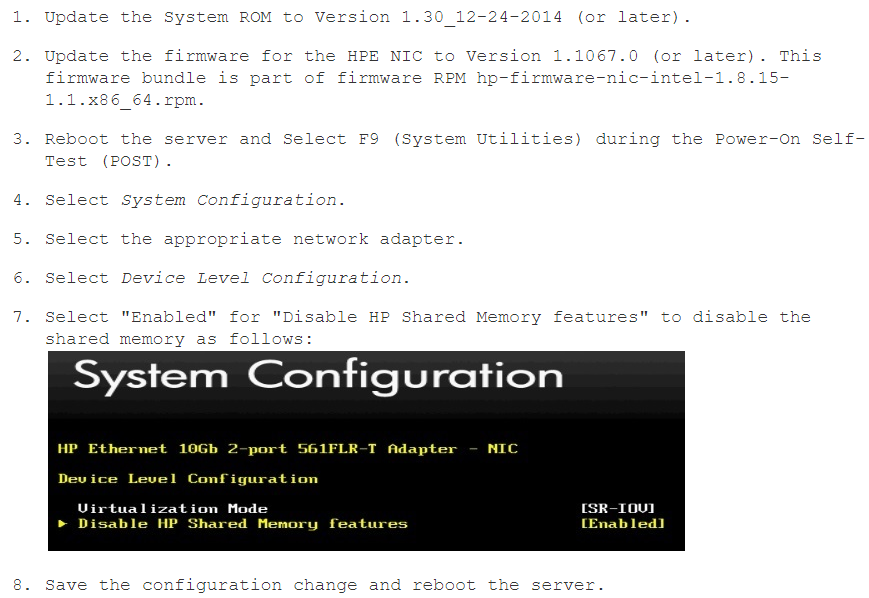 1. Update the System ROM to Version 1.30_12-24-2014 (or later).
2. Update the firmware for the HPE NIC to Version 1.1067.0 (or later). This
firmware bundle is part of firmware RPM hp-firmware-nic-intel-1.8.15-
1.1.x86_64.rpm.
3. Reboot the server and Select F9 (System Utilities) during the Power-On Self-
Test (POST).
4. Select System Configuration.
5. Select the appropriate network adapter.
6. Select Device Level Configuration.
7. Select "Enabled" for "Disable HP Shared Memory features" to disable the
shared memory as follows:
System Configuration
HP Ethernet 10Gb 2-port 561FLR-T Adapter - NIC
Device Level Configuration
Virtualization Mode [SR-IOV]
► Disable HP Shared Memory features [Enabled]
8. Save the configuration change and reboot the server.